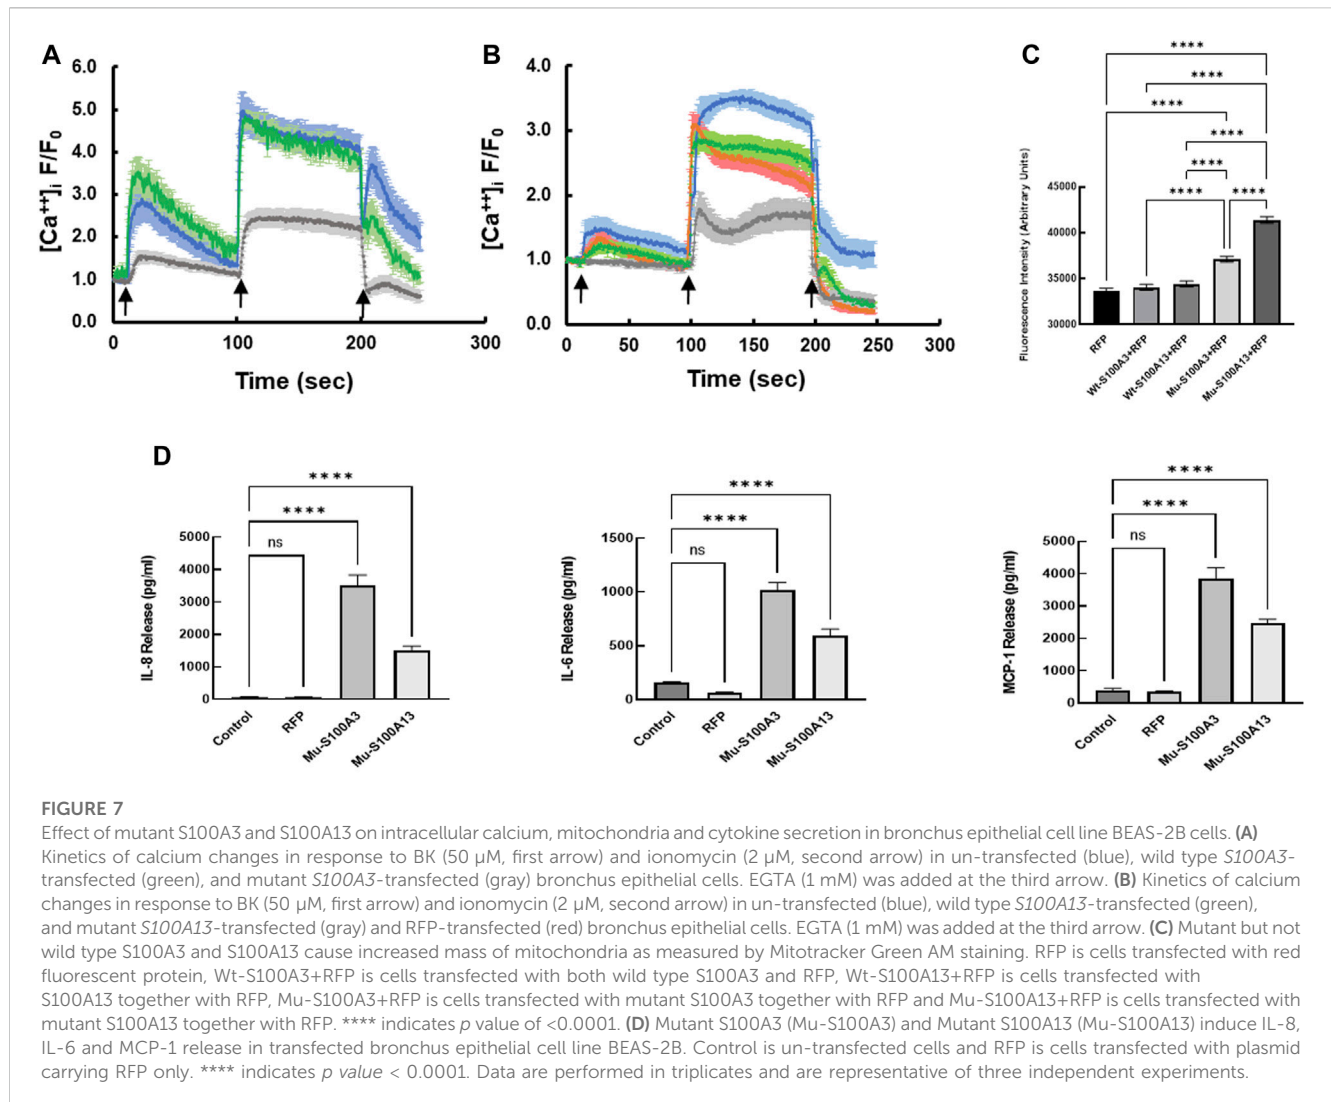 A
[Ca⁺⁺]ᵢ F/F₀
6.0
5.0
4.0
3.0
2.0
1.0
0.0
0
100
200
300
Time (sec)
B
[Ca⁺⁺]ᵢ F/F₀
4.0
3.0
2.0
1.0
0.0
0
50
100
150
200
250
300
Time (sec)
C
****
****
****
****
****
**** ****
Fluorescence Intensity (Arbitrary Units)
45000
40000
35000
30000
RFP
Wt-S100A3+RFP
Wt-S100A13+RFP
Mu-S100A3+RFP
Mu-S100A13+RFP
D
****
****
ns
IL-8 Release (pg/ml)
5000
4000
3000
2000
1000
0
Control
RFP
Mu-S100A3
Mu-S100A13
****
****
ns
IL-6 Release (pg/ml)
1500
1000
500
0
Control
RFP
Mu-S100A3
Mu-S100A13
****
****
ns
MCP-1 Release (pg/ml)
5000
4000
3000
2000
1000
0
Control
RFP
Mu-S100A3
Mu-S100A13
FIGURE 7
Effect of mutant S100A3 and S100A13 on intracellular calcium, mitochondria and cytokine secretion in bronchus epithelial cell line BEAS-2B cells. (A)
Kinetics of calcium changes in response to BK (50 µM, first arrow) and ionomycin (2 µM, second arrow) in un-transfected (blue), wild type S100A3-
transfected (green), and mutant S100A3-transfected (gray) bronchus epithelial cells. EGTA (1 mM) was added at the third arrow. (B) Kinetics of calcium
changes in response to BK (50 µM, first arrow) and ionomycin (2 µM, second arrow) in un-transfected (blue), wild type S100A13-transfected (green),
and mutant S100A13-transfected (gray) and RFP-transfected (red) bronchus epithelial cells. EGTA (1 mM) was added at the third arrow. (C) Mutant but not
wild type S100A3 and S100A13 cause increased mass of mitochondria as measured by Mitotracker Green AM staining. RFP is cells transfected with red
fluorescent protein, Wt-S100A3+RFP is cells transfected with both wild type S100A3 and RFP, Wt-S100A13+RFP is cells transfected with
S100A13 together with RFP, Mu-S100A3+RFP is cells transfected with mutant S100A3 together with RFP and Mu-S100A13+RFP is cells transfected with
mutant S100A13 together with RFP. **** indicates p value of <0.0001. (D) Mutant S100A3 (Mu-S100A3) and Mutant S100A13 (Mu-S100A13) induce IL-8,
IL-6 and MCP-1 release in transfected bronchus epithelial cell line BEAS-2B. Control is un-transfected cells and RFP is cells transfected with plasmid
carrying RFP only. **** indicates p value < 0.0001. Data are performed in triplicates and are representative of three independent experiments.